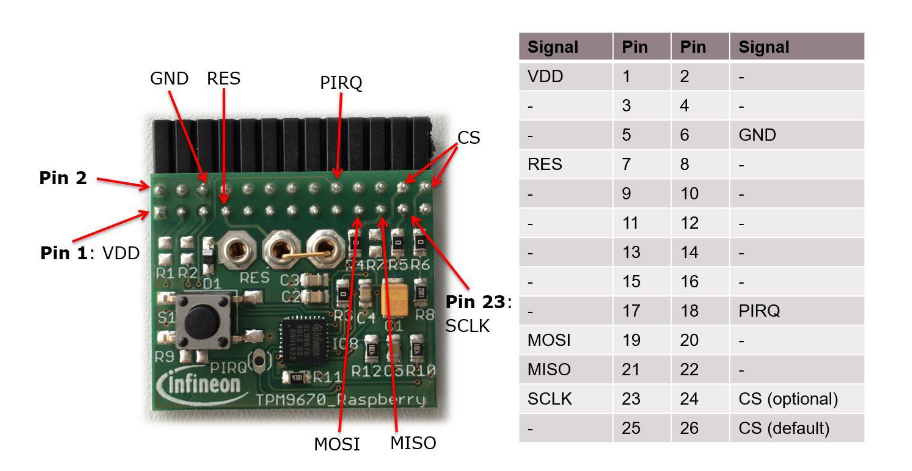 GND RES
PIRQ
CS
Pin 2
Pin 1: VDD
RES
R1 R2 D1
R4 R7 R5 R6
C3
C2
Pin 23:
SCLK
S1
R3 C4 C1 R8
R9
PIRQ
R12 C5 R10
R11
infineon
TPM9670_Raspberry
MOSI MISO
Signal Pin Pin Signal
VDD 1 2 -
- 3 4 -
- 5 6 GND
RES 7 8 -
- 9 10 -
- 11 12 -
- 13 14 -
- 15 16 -
- 17 18 PIRQ
MOSI 19 20 -
MISO 21 22 -
SCLK 23 24 CS (optional)
- 25 26 CS (default)